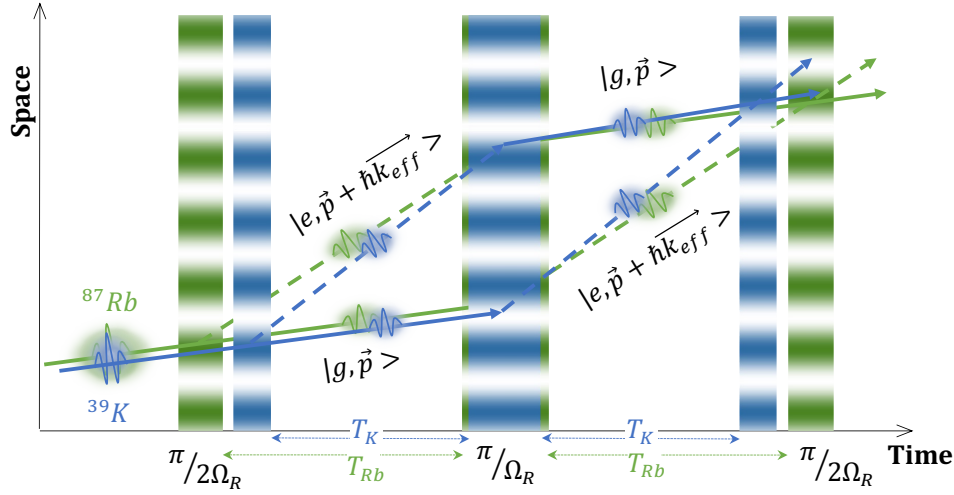 Space
|g, p⃗ >
|e, p⃗ + ħk⃗_eff >
|e, p⃗ + ħk⃗_eff >
⁸⁷Rb
|g, p⃗ >
³⁹K
T_K
T_K
Time
π/2Ω_R
T_Rb
π/Ω_R
T_Rb
π/2Ω_R